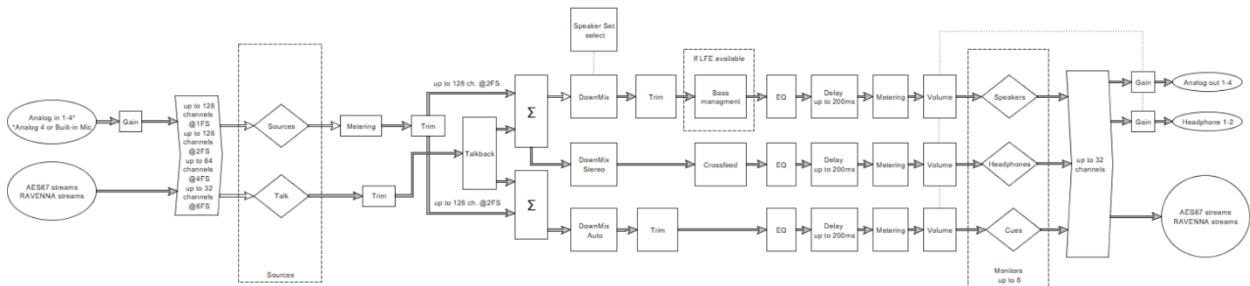 Analog in 1-4*
*Analog 4 or Built-in Mic
AES67 streams
RAVENNA streams
Gain
up to 128
channels
@1FS
up to 128
channels
@2FS
up to 64
channels
@4FS
up to 32
channels
@8FS
Sources
Talk
Sources
Metering
Trim
Trim
up to 128 ch. @2FS
up to 128 ch. @2FS
Talkback
Σ
Σ
Speaker Set
select
DownMix
DownMix
Stereo
DownMix
Auto
Trim
Trim
If LFE available
Bass
managment
Crossfeed
EQ
EQ
EQ
Delay
up to 200ms
Delay
up to 200ms
Delay
up to 200ms
Metering
Metering
Metering
Volume
Volume
Volume
Speakers
Headphones
Cues
Monitors
up to 8
up to 32
channels
Gain
Gain
Analog out 1-4
Headphone 1-2
AES67 streams
RAVENNA streams